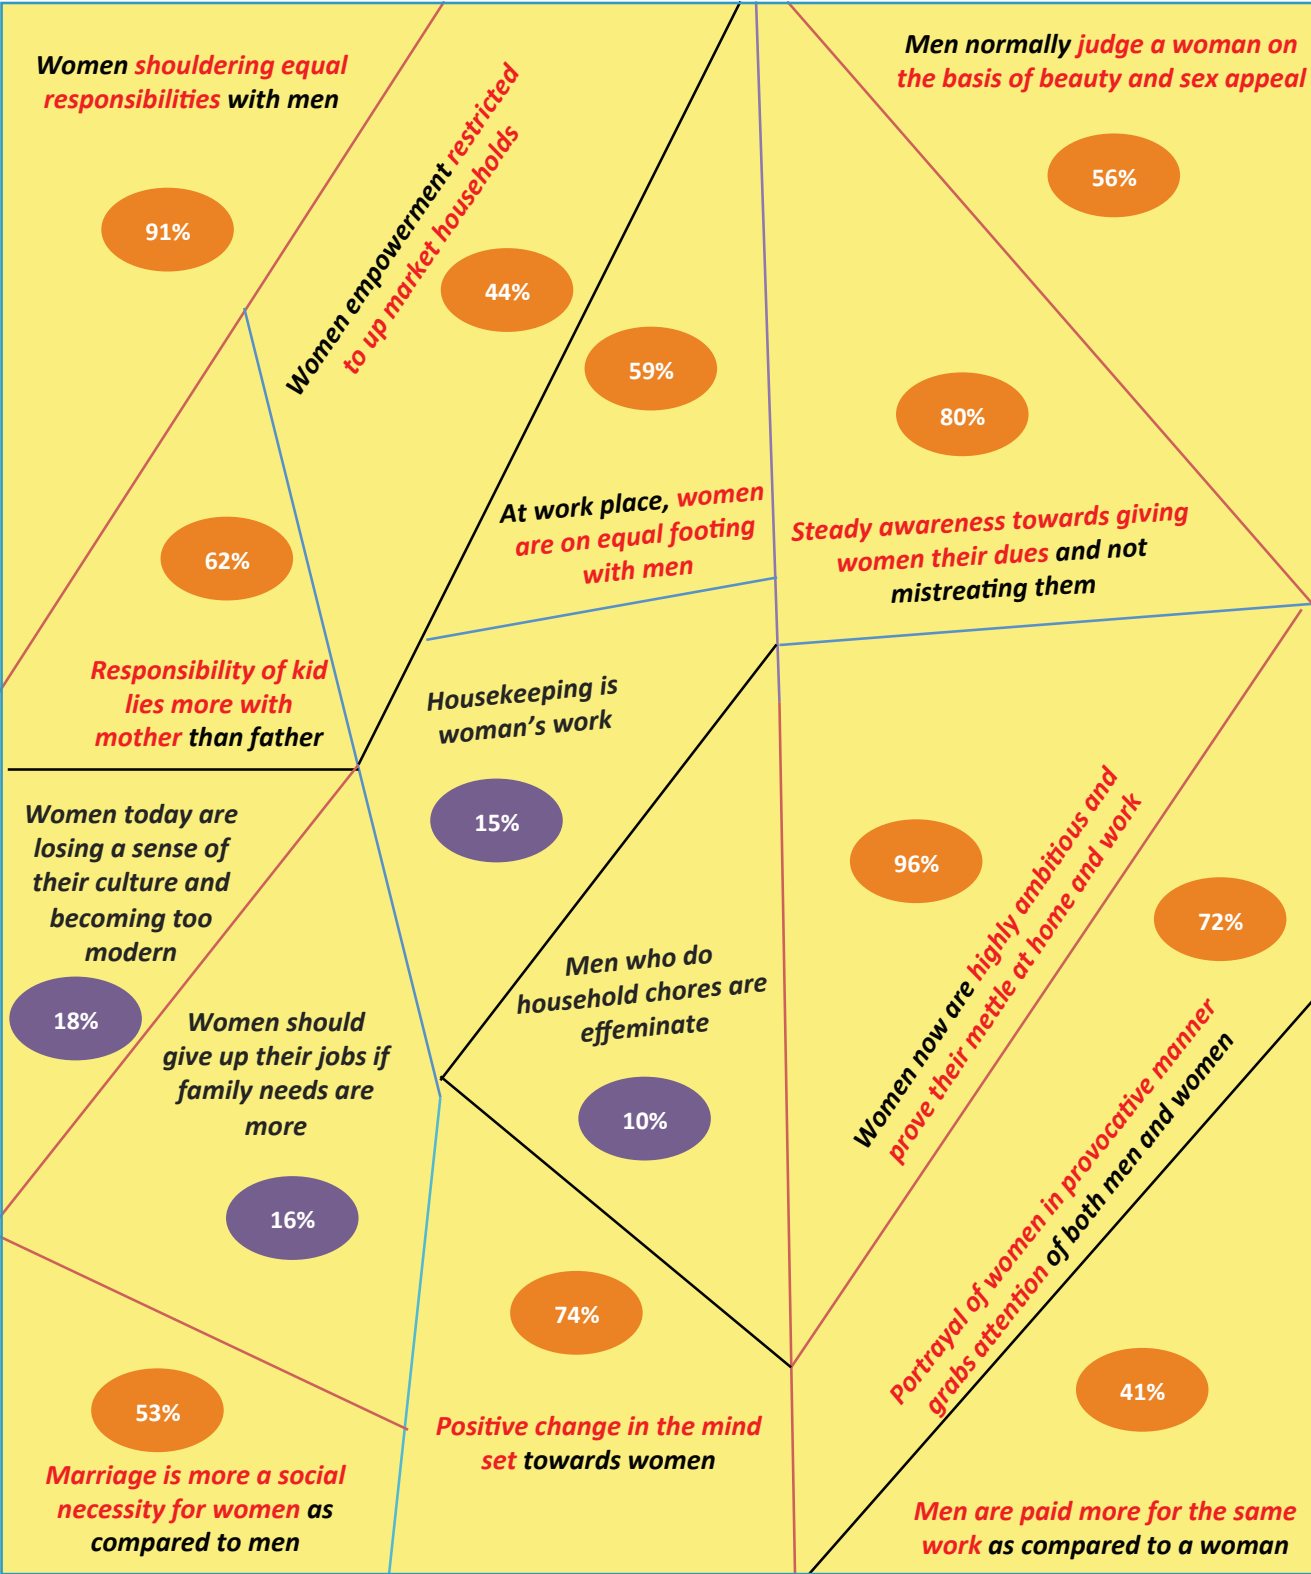 Women shouldering equal
responsibilities with men
91%
Women empowerment restricted
to up market households
44%
59%
At work place, women
are on equal footing
with men
Men normally judge a woman on
the basis of beauty and sex appeal
56%
80%
Steady awareness towards giving
women their dues and not
mistreating them
62%
Responsibility of kid
lies more with
mother than father
Housekeeping is
woman’s work
15%
Women today are
losing a sense of
their culture and
becoming too
modern
18%
Women should
give up their jobs if
family needs are
more
16%
Men who do
household chores are
effeminate
10%
96%
Women now are highly ambitious and
prove their mettle at home and work
72%
Portrayal of women in provocative manner
grabs attention of both men and women
53%
Marriage is more a social
necessity for women as
compared to men
74%
Positive change in the mind
set towards women
41%
Men are paid more for the same
work as compared to a woman